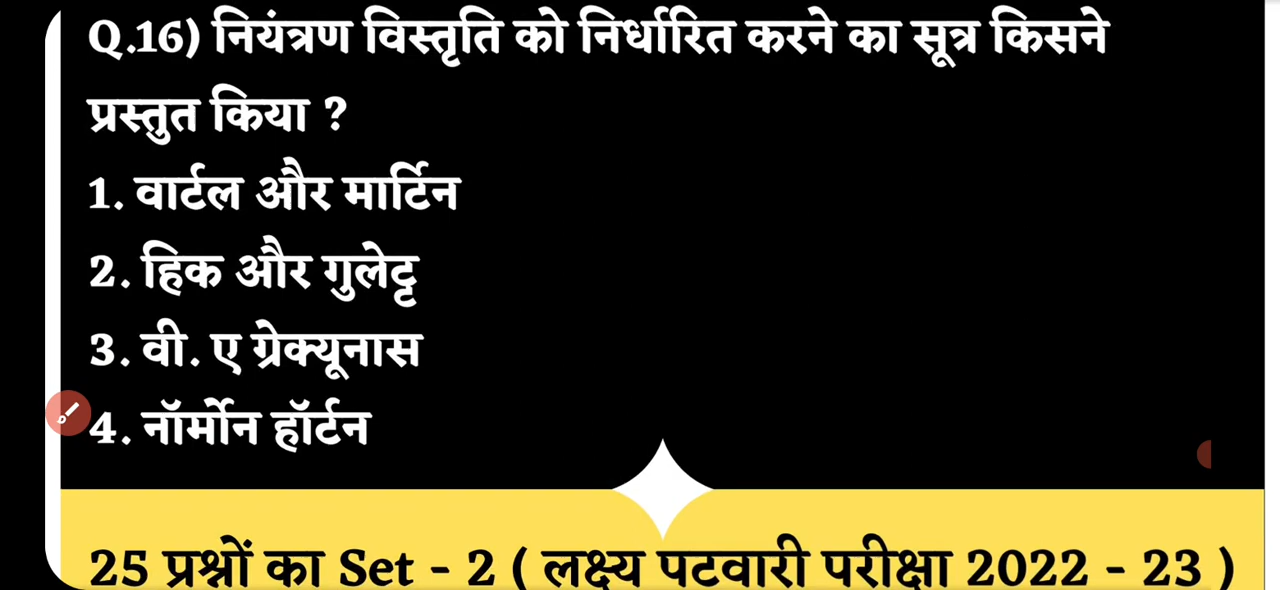 Q.16) नियंत्रण विस्तृति को निर्धारित करने का सूत्र किसने
प्रस्तुत किया ?
1. वार्टल और मार्टिन
2. हिक और गुलेट्ट
3. वी. ए ग्रेक्यूनास
4. नॉर्मोन हॉर्टन
25 प्रश्नों का Set - 2 ( लक्ष्य पटवारी परीक्षा 2022 - 23 )